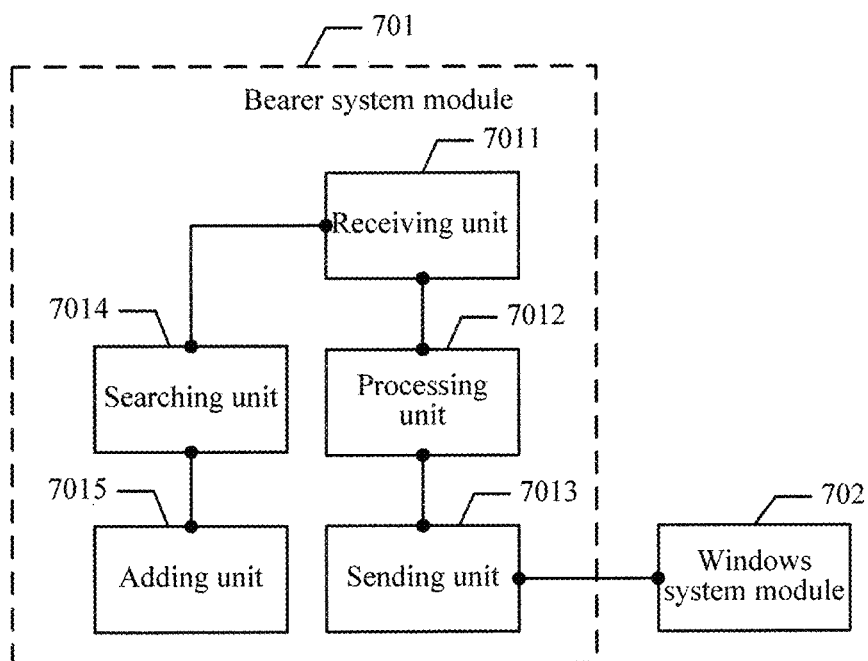 701
Bearer system module
7011
Receiving unit
7014
7012
Searching unit
Processing
unit
7015
7013
702
Adding unit
Sending unit
Windows
system module